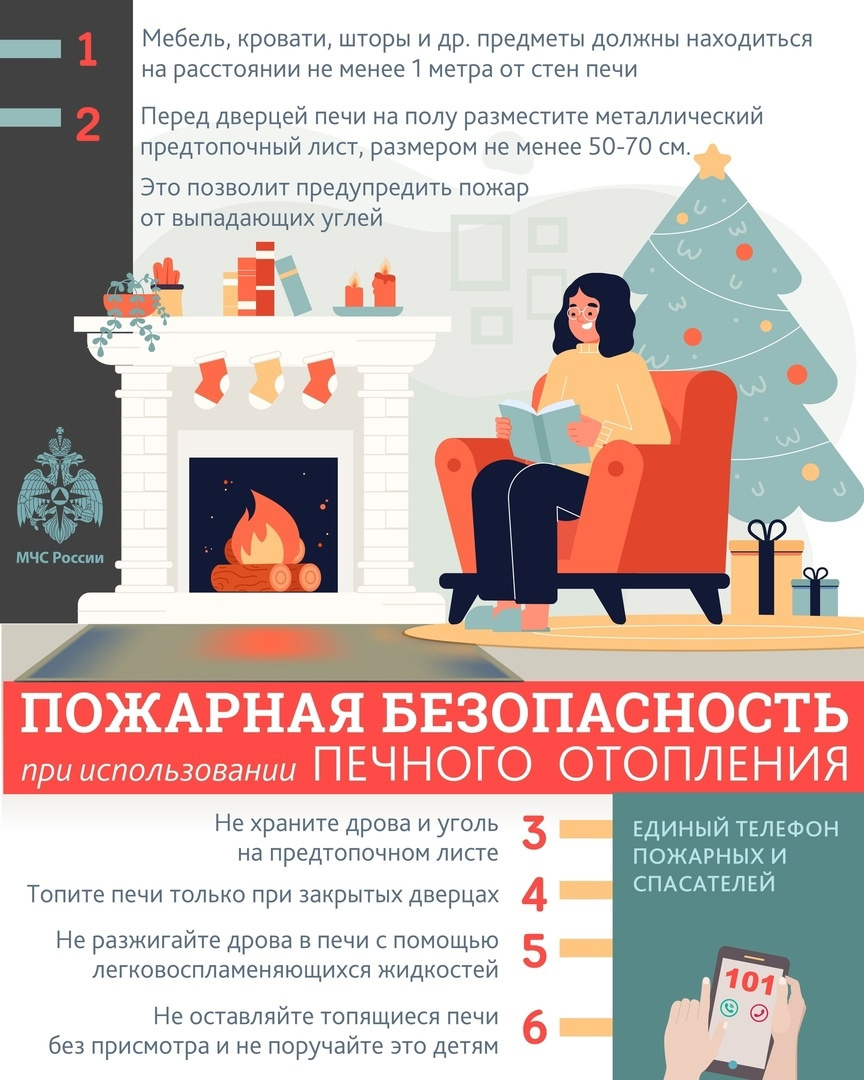 1
Мебель, кровати, шторы и др. предметы должны находиться
на расстоянии не менее 1 метра от стен печи
2
Перед дверцей печи на полу разместите металлический
предтопочный лист, размером не менее 50-70 см.
Это позволит предупредить пожар
от выпадающих углей
МЧС России
ПОЖАРНАЯ БЕЗОПАСНОСТЬ
при использовании ПЕЧНОГО ОТОПЛЕНИЯ
Не храните дрова и уголь
на предтопочном листе
3
Топите печи только при закрытых дверцах
4
Не разжигайте дрова в печи с помощью
легковоспламеняющихся жидкостей
5
Не оставляйте топящиеся печи
без присмотра и не поручайте это детям
6
ЕДИНЫЙ ТЕЛЕФОН
ПОЖАРНЫХ И
СПАСАТЕЛЕЙ
101